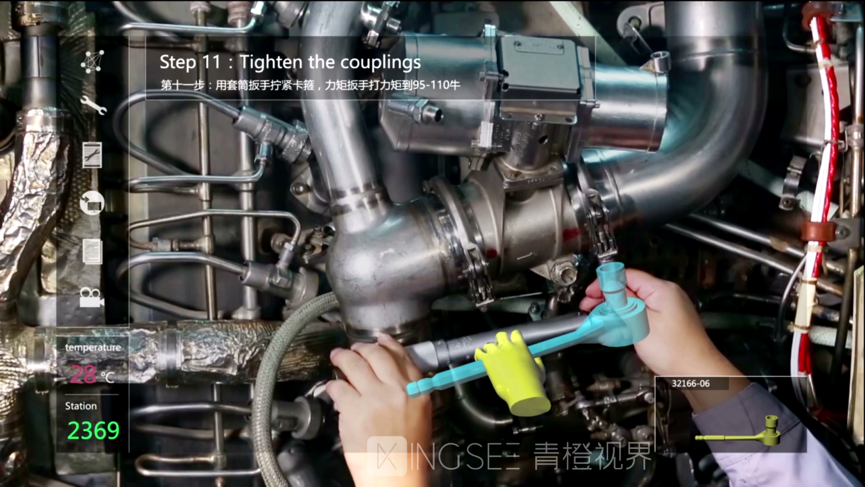 Step 11：Tighten the couplings
第十一步：用套筒扳手拧紧卡箍，力矩扳手打力矩到95-110牛
temperature
28 ℃
Station
2369
32166-06
KINGSEE 青橙视界